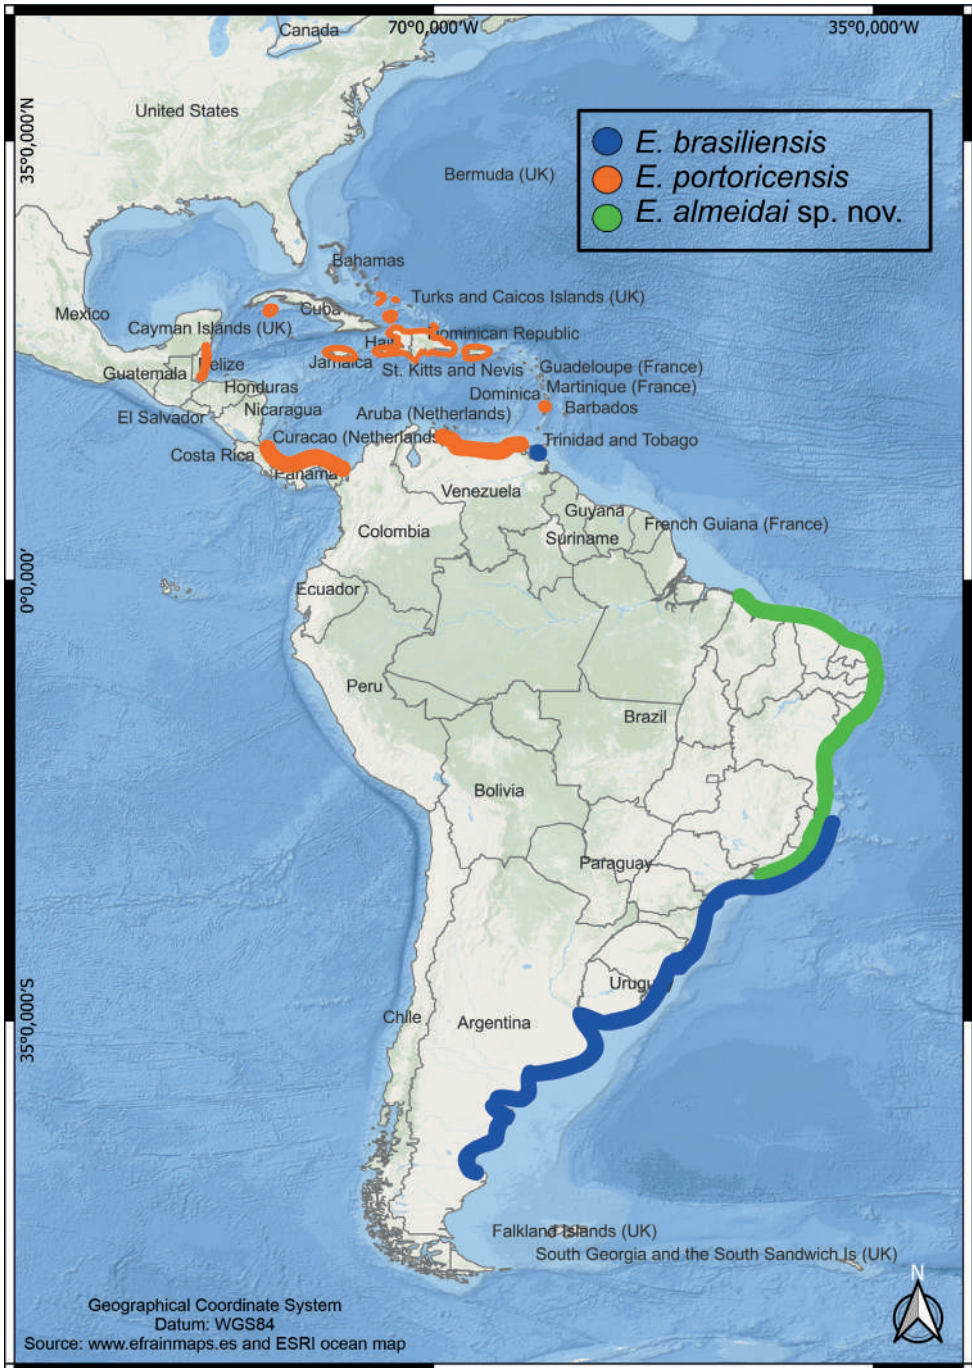 Canada
70°0,000'W
35°0,000'W
United States
35°0,000'N
E. brasiliensis
E. portoricensis
E. almeidai sp. nov.
Bermuda (UK)
Bahamas
Turks and Caicos Islands (UK)
Mexico
Cuba
Cayman Islands (UK)
Dominican Republic
Haiti
Jamaica
Belize
Guatemala
St. Kitts and Nevis
Guadeloupe (France)
Martinique (France)
Honduras
Dominica
El Salvador
Nicaragua
Aruba (Netherlands)
Barbados
Costa Rica
Curacao (Netherlands
Trinidad and Tobago
Panama
Venezuela
Guyana
Colombia
Suriname
French Guiana (France)
0°0,000'
Ecuador
Peru
Brazil
Bolivia
Paraguay
35°0,000'S
Urugu
Chile
Argentina
Falkland Islands (UK)
South Georgia and the South Sandwich Is (UK)
N
Geographical Coordinate System
Datum: WGS84
Source: www.efrainmaps.es and ESRI ocean map